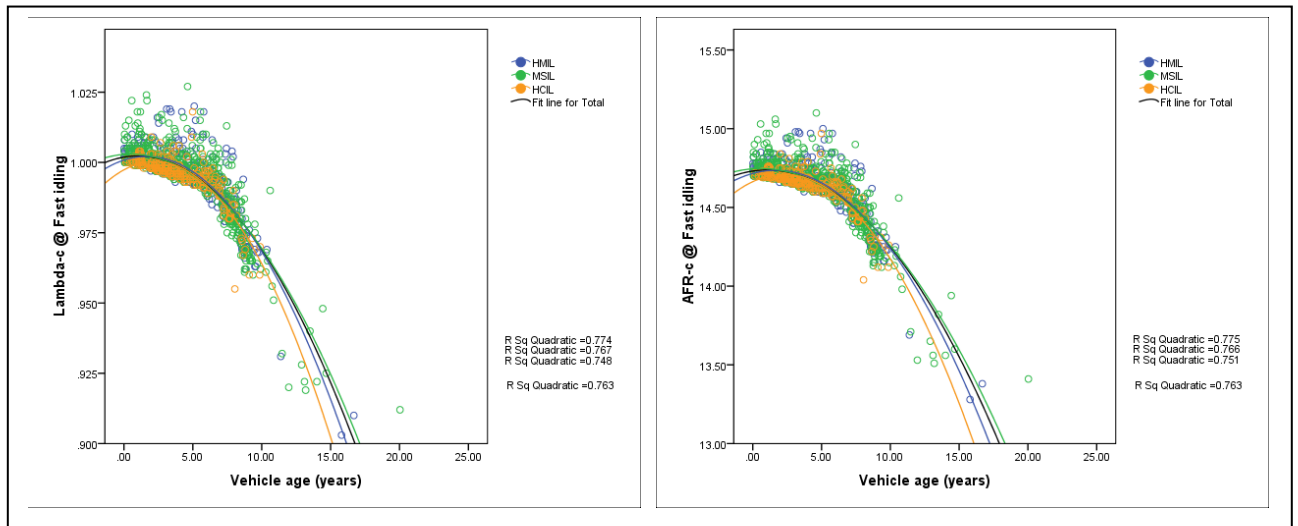 Lambda-c @ Fast idling
1.025
1.000
.975
.950
.925
.900
.00
5.00
10.00
15.00
20.00
25.00
Vehicle age (years)
HMIL
MSIL
HCIL
Fit line for Total
R Sq Quadratic =0.774
R Sq Quadratic =0.767
R Sq Quadratic =0.748
R Sq Quadratic =0.763
AFR-c @ Fast idling
15.50
15.00
14.50
14.00
13.50
13.00
.00
5.00
10.00
15.00
20.00
25.00
Vehicle age (years)
HMIL
MSIL
HCIL
Fit line for Total
R Sq Quadratic =0.775
R Sq Quadratic =0.766
R Sq Quadratic =0.751
R Sq Quadratic =0.763